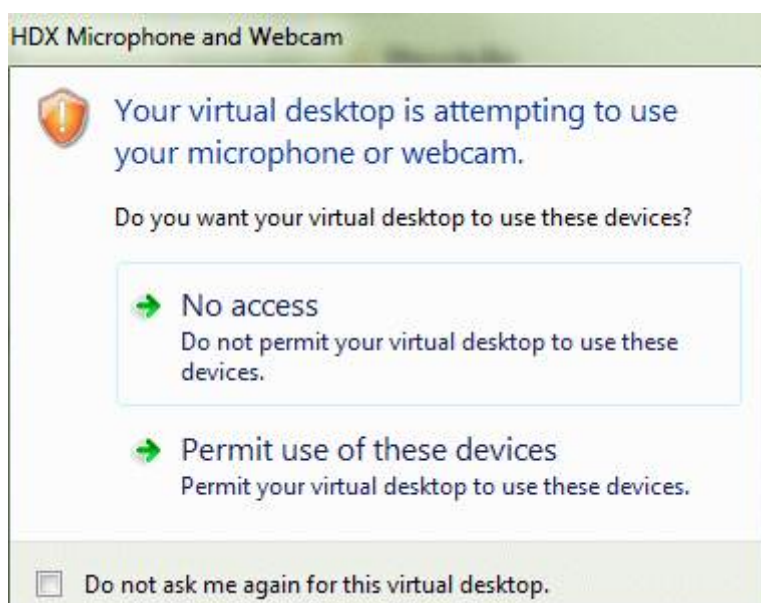 HDX Microphone and Webcam
Your virtual desktop is attempting to use
your microphone or webcam.
Do you want your virtual desktop to use these devices?
No access
Do not permit your virtual desktop to use these
devices.
Permit use of these devices
Permit your virtual desktop to use these devices.
Do not ask me again for this virtual desktop.